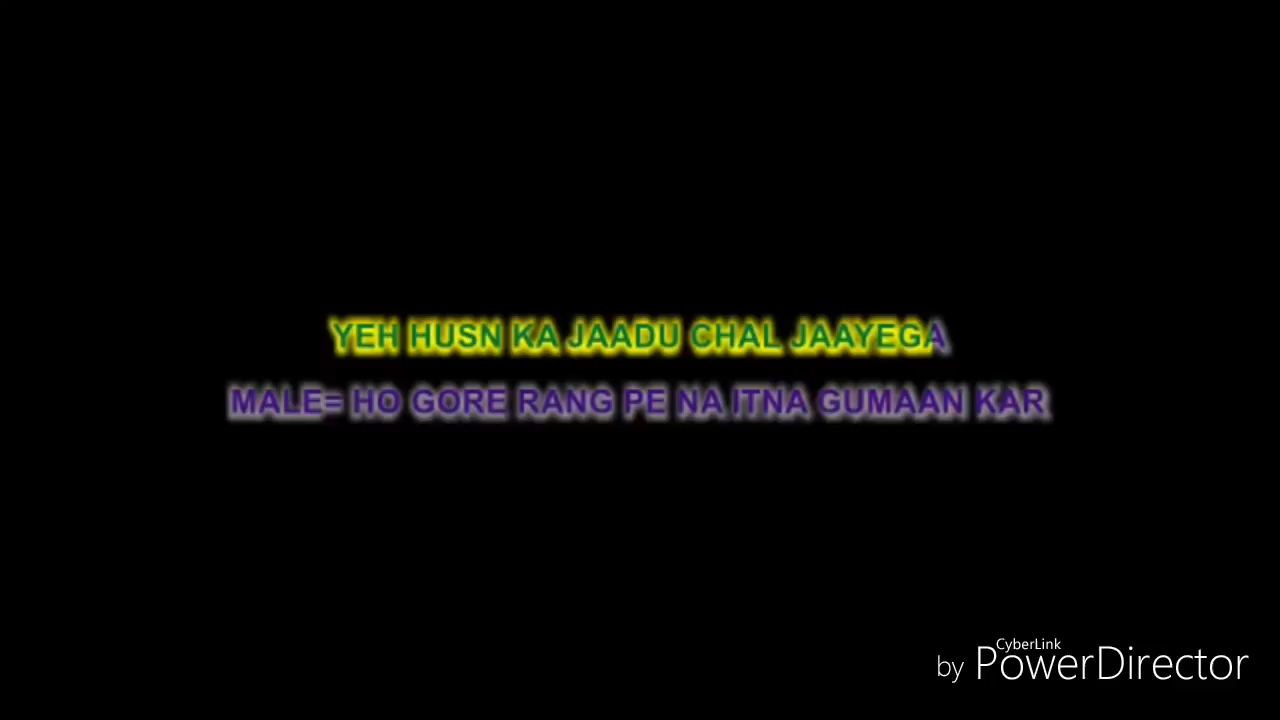 YEH HUSN KA JAADU CHAL JAAYEGA
MALE= HO GORE RANG PE NA ITNA GUMAAN KAR
CyberLink
by PowerDirector